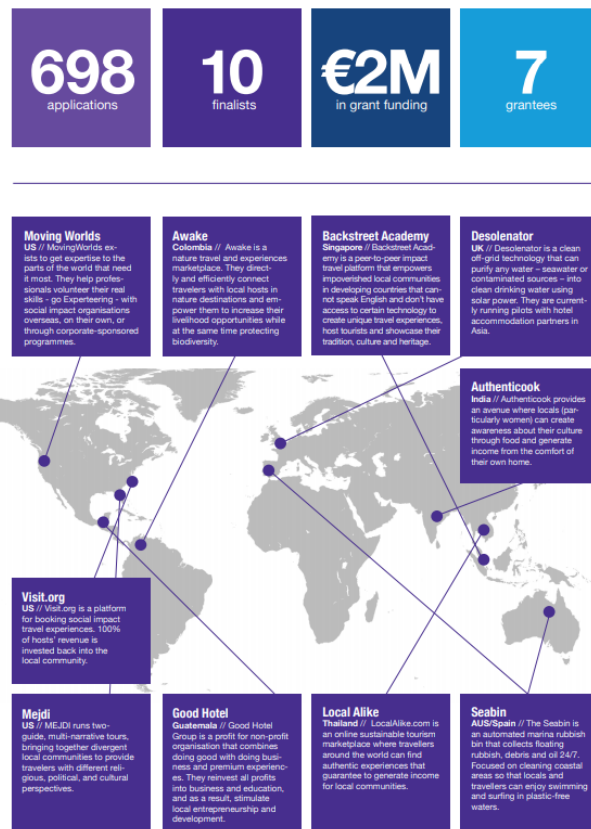 698
applications
10
finalists
€2M
in grant funding
7
grantees
Moving Worlds
US // MovingWorlds ex-
ists to get expertise to the
parts of the world that need
it most. They help profes-
sionals volunteer their real
skills - go Experteering - with
social impact organisations
overseas, on their own, or
through corporate-sponsored
programmes.
Awake
Colombia // Awake is a
nature travel and experiences
marketplace. They direct-
ly and efficiently connect
travelers with local hosts in
nature destinations and em-
power them to increase their
livelihood opportunities while
at the same time protecting
biodiversity.
Backstreet Academy
Singapore // Backstreet Acad-
emy is a peer-to-peer impact
travel platform that empowers
impoverished local communities
in developing countries that can-
not speak English and don't have
access to certain technology to
create unique travel experiences,
host tourists and showcase their
tradition, culture and heritage.
Desolenator
UK // Desolenator is a clean
off-grid technology that can
purify any water – seawater or
contaminated sources – into
clean drinking water using
solar power. They are current-
ly running pilots with hotel
accommodation partners in
Asia.
Authenticook
India // Authenticook provides
an avenue where locals (par-
ticularly women) can create
awareness about their culture
through food and generate
income from the comfort of
their own home.
Visit.org
US // Visit.org is a platform
for booking social impact
travel experiences. 100%
of hosts' revenue is
invested back into the
local community.
Mejdi
US // MEJDI runs two-
guide, multi-narrative tours,
bringing together divergent
local communities to provide
travelers with different reli-
gious, political, and cultural
perspectives.
Good Hotel
Guatemala // Good Hotel
Group is a profit for non-profit
organisation that combines
doing good with doing busi-
ness and premium experienc-
es. They reinvest all profits
into business and education,
and as a result, stimulate
local entrepreneurship and
development.
Local Alike
Thailand // LocalAlike.com is
an online sustainable tourism
marketplace where travellers
around the world can find
authentic experiences that
guarantee to generate income
for local communities.
Seabin
AUS/Spain // The Seabin is
an automated marina rubbish
bin that collects floating
rubbish, debris and oil 24/7.
Focused on cleaning coastal
areas so that locals and
travellers can enjoy swimming
and surfing in plastic-free
waters.